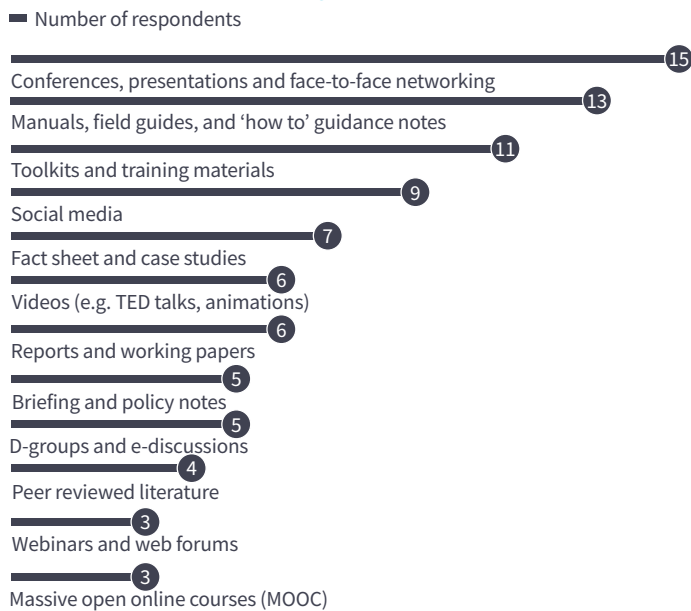 Number of respondents
15
Conferences, presentations and face-to-face networking
13
Manuals, field guides, and ‘how to’ guidance notes
11
Toolkits and training materials
9
Social media
7
Fact sheet and case studies
6
Videos (e.g. TED talks, animations)
6
Reports and working papers
5
Briefing and policy notes
5
D-groups and e-discussions
4
Peer reviewed literature
3
Webinars and web forums
3
Massive open online courses (MOOC)